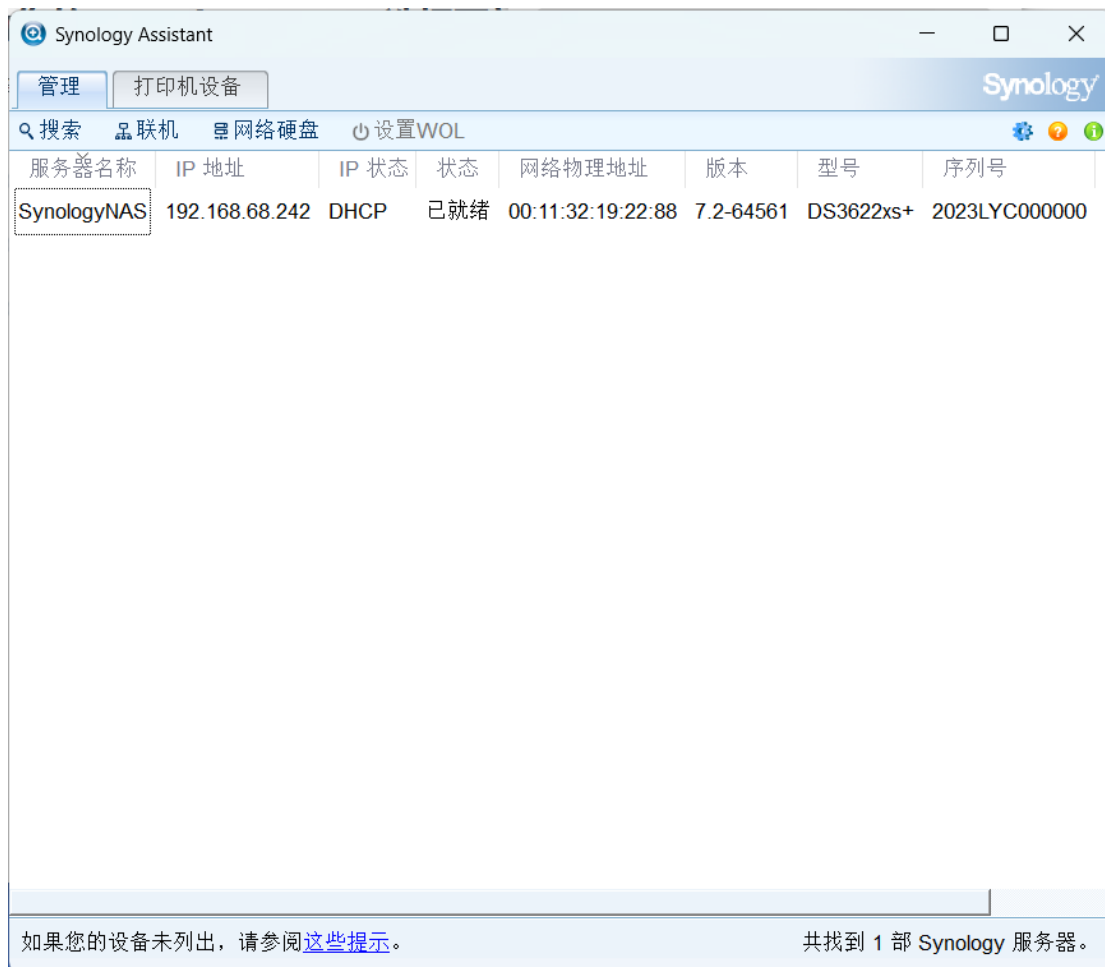 Synology Assistant
管理 打印机设备 Synology
搜索 联机 网络硬盘 设置WOL
服务器名称 IP 地址 IP 状态 状态 网络物理地址 版本 型号 序列号
SynologyNAS 192.168.68.242 DHCP 已就绪 00:11:32:19:22:88 7.2-64561 DS3622xs+ 2023LYC000000
如果您的设备未列出，请参阅这些提示。 共找到 1 部 Synology 服务器。